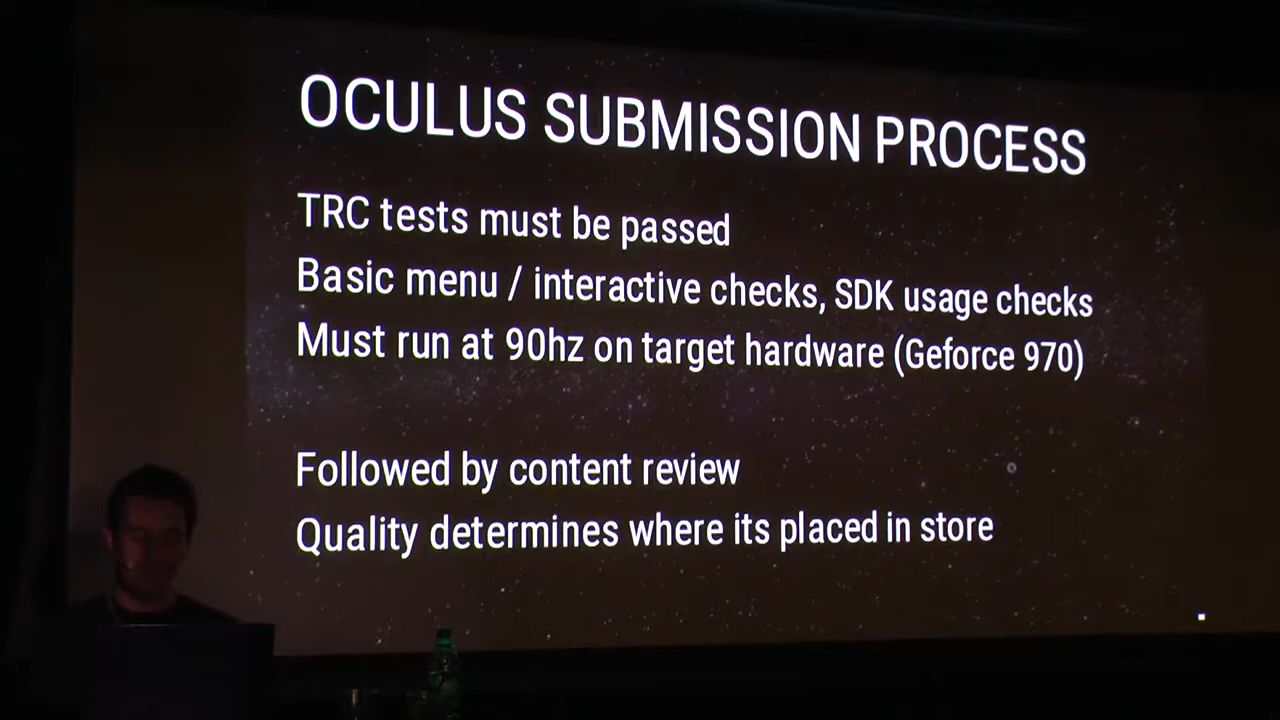 OCULUS SUBMISSION PROCESS
TRC tests must be passed
Basic menu / interactive checks, SDK usage checks
Must run at 90hz on target hardware (Geforce 970)
Followed by content review
Quality determines where its placed in store